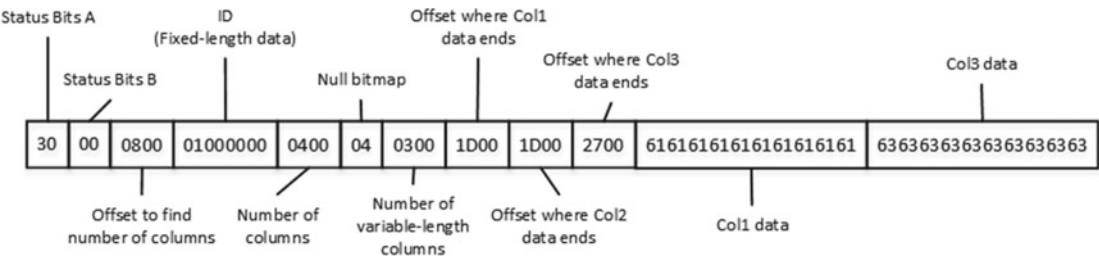 Status Bits A
ID
(Fixed-length data)
Offset where Col1
data ends
Status Bits B
Null bitmap
Offset where Col3
data ends
Col3 data
30 00 0800 01000000 0400 04 0300 1D00 1D00 2700 61616161616161616161 63636363636363636363
Offset to find
number of columns
Number of
columns
Number of
variable-length
columns
Offset where Col2
data ends
Col1 data